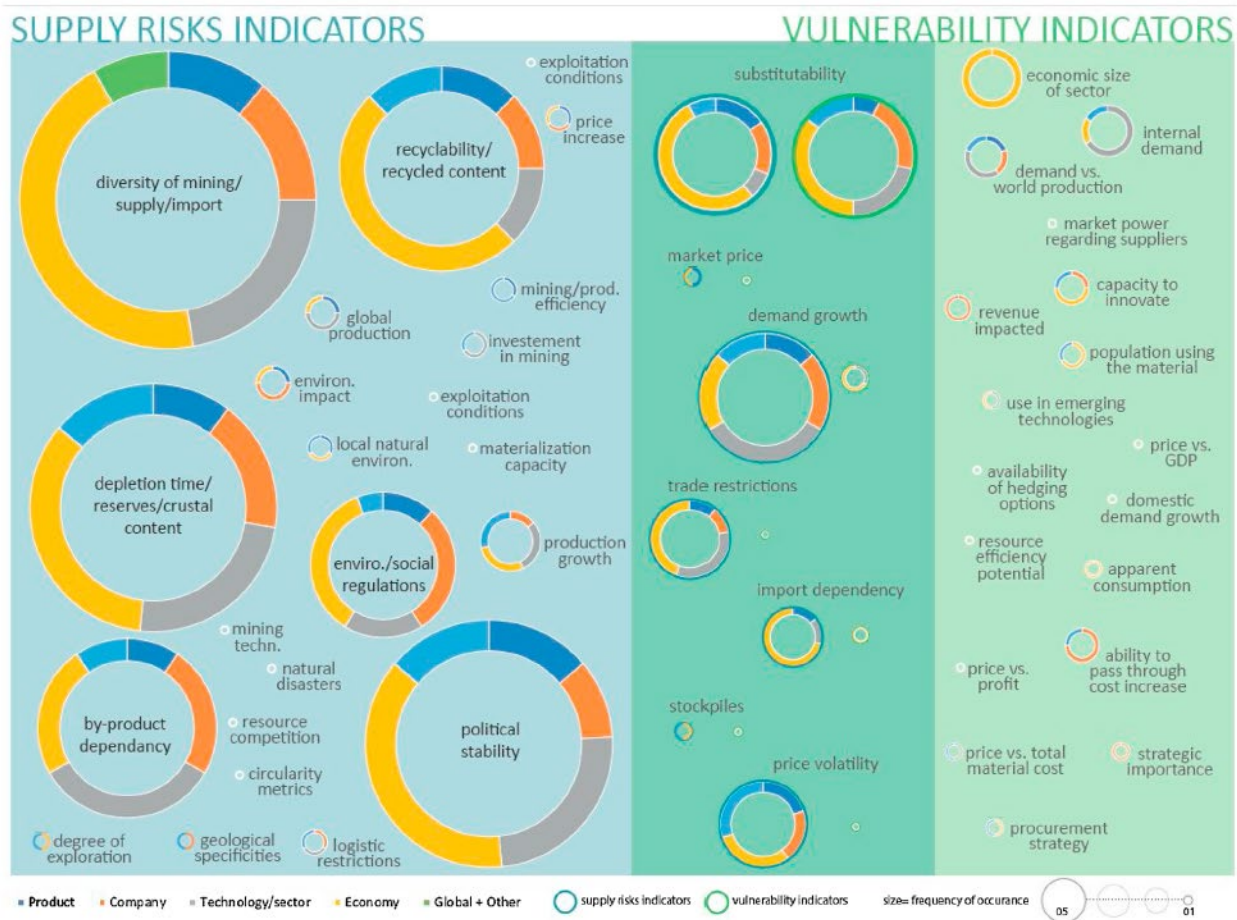 SUPPLY RISKS INDICATORS
VULNERABILITY INDICATORS
diversity of mining/
supply/import
recyclability/
recycled content
exploitation
conditions
price
increase
mining/prod.
efficiency
global
production
investement
in mining
environ.
impact
exploitation
conditions
local natural
environ.
materialization
capacity
depletion time/
reserves/crustal
content
enviro./social
regulations
production
growth
mining
techn.
natural
disasters
by-product
dependancy
resource
competition
circularity
metrics
political
stability
degree of
exploration
geological
specificities
logistic
restrictions
substitutability
market price
demand growth
trade restrictions
import dependency
stockpiles
price volatility
economic size
of sector
internal
demand
demand vs.
world production
market power
regarding suppliers
capacity to
innovate
revenue
impacted
population using
the material
use in emerging
technologies
price vs.
GDP
availability
of hedging
options
domestic
demand growth
resource
efficiency
potential
apparent
consumption
ability to
pass through
cost increase
price vs.
profit
price vs. total
material cost
strategic
importance
procurement
strategy
Product
Company
Technology/sector
Economy
Global + Other
supply risks indicators
vulnerability indicators
size= frequency of occurance
05
01